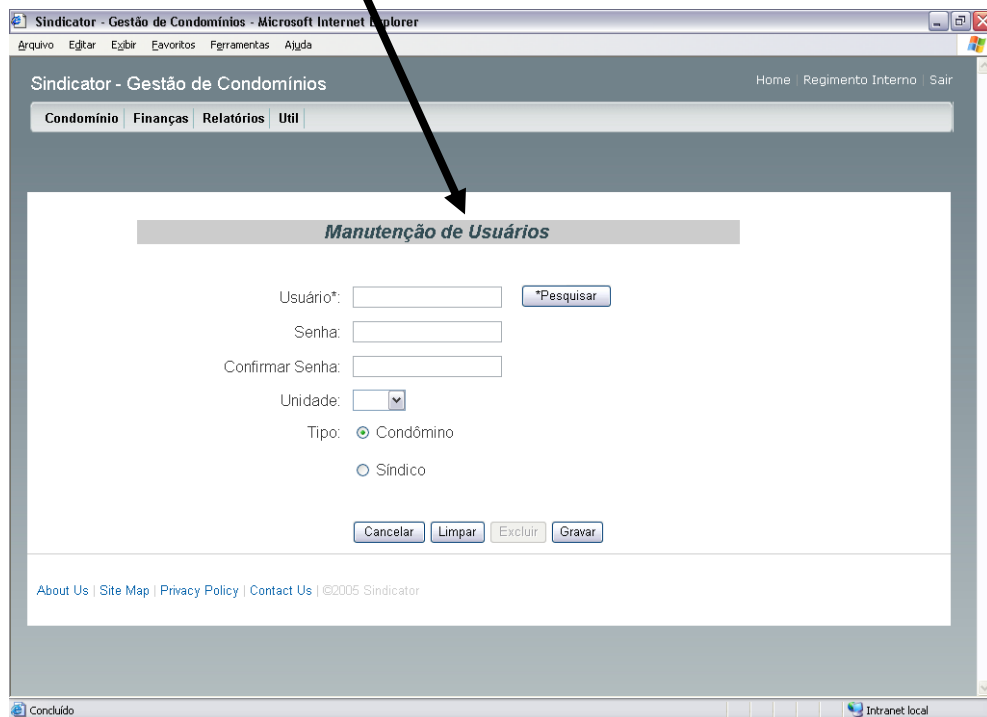 Sindicator - Gestão de Condomínios - Microsoft Internet Explorer
Arquivo Editar Exibir Favoritos Ferramentas Ajuda
Sindicator - Gestão de Condomínios
Home | Regimento Interno | Sair
Condomínio Finanças Relatórios Util
Manutenção de Usuários
Usuário*: *Pesquisar
Senha:
Confirmar Senha:
Unidade:
Tipo: Condômino
Síndico
Cancelar Limpar Excluir Gravar
About Us | Site Map | Privacy Policy | Contact Us | ©2005 Sindicator
Concluído Intranet local